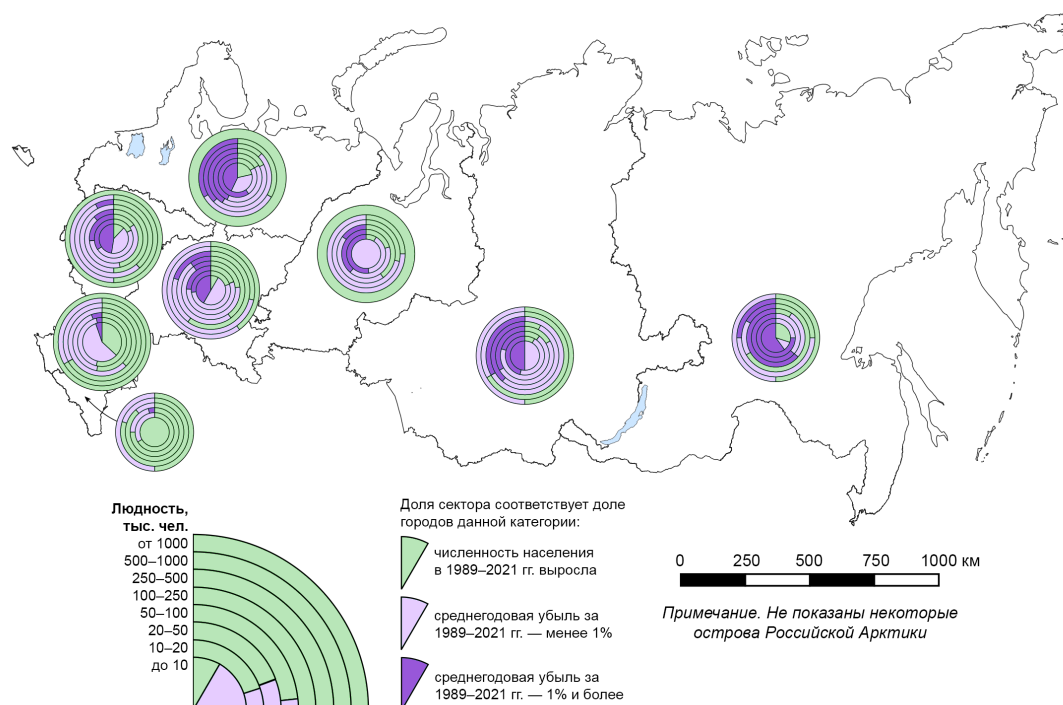 Людность,
тыс. чел.
от 1000
500–1000
250–500
100–250
50–100
20–50
10–20
до 10
Доля сектора соответствует доле
городов данной категории:
численность населения
в 1989–2021 гг. выросла
среднегодовая убыль за
1989–2021 гг. — менее 1%
среднегодовая убыль за
1989–2021 гг. — 1% и более
0 250 500 750 1000 км
Примечание. Не показаны некоторые
острова Российской Арктики